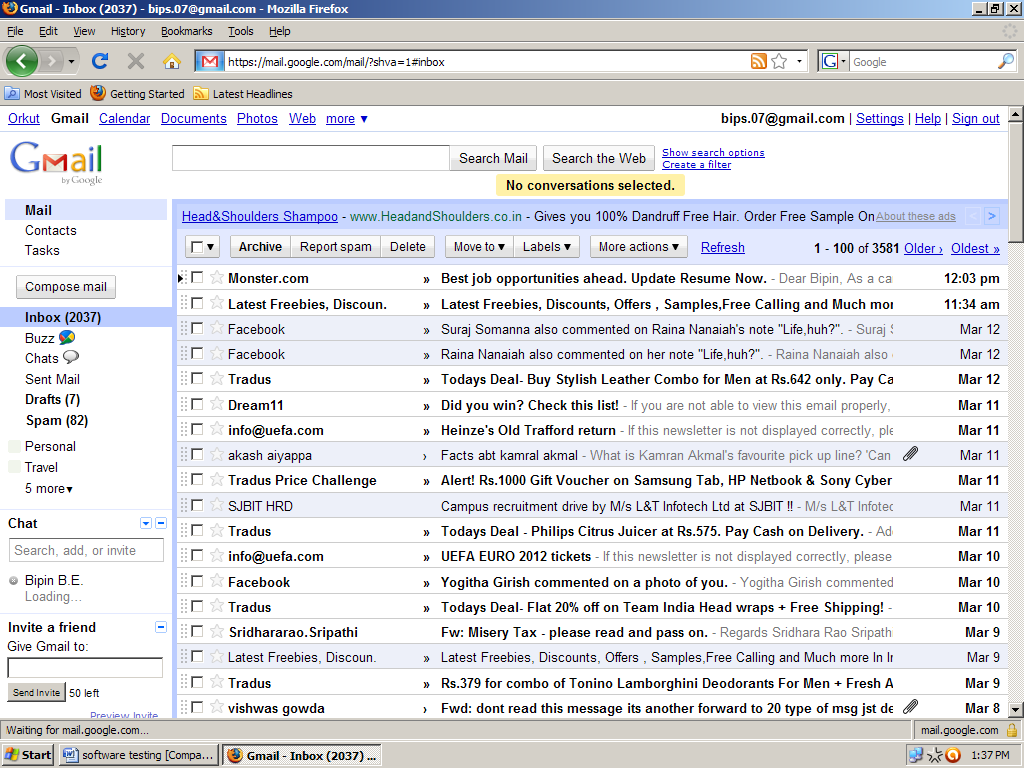 Gmail - Inbox (2037) - bips.07@gmail.com - Mozilla Firefox
File Edit View History Bookmarks Tools Help
https://mail.google.com/mail/?shva=1#inbox
G Google
Most Visited Getting Started Latest Headlines
Orkut Gmail Calendar Documents Photos Web more ▼
bips.07@gmail.com | Settings | Help | Sign out
Gmail
by Google
Search Mail Search the Web
Show search options
Create a filter
No conversations selected.
Mail
Contacts
Tasks
Compose mail
Inbox (2037)
Buzz
Chats
Sent Mail
Drafts (7)
Spam (82)
Personal
Travel
5 more▼
Chat
Search, add, or invite
Bipin B.E.
Loading...
Invite a friend
Give Gmail to:
Send Invite 50 left
Preview Invite
Head&Shoulders Shampoo - www.HeadandShoulders.co.in - Gives you 100% Dandruff Free Hair. Order Free Sample On About these ads < >
Archive Report spam Delete Move to ▼ Labels ▼ More actions ▼ Refresh 1 - 100 of 3581 Older › Oldest »
Monster.com » Best job opportunities ahead. Update Resume Now. - Dear Bipin, As a ca 12:03 pm
Latest Freebies, Discoun. » Latest Freebies, Discounts, Offers , Samples,Free Calling and Much mor 11:34 am
Facebook » Suraj Somanna also commented on Raina Nanaiah's note "Life,huh?". - Suraj S Mar 12
Facebook » Raina Nanaiah also commented on her note "Life,huh?". - Raina Nanaiah also Mar 12
Tradus » Todays Deal- Buy Stylish Leather Combo for Men at Rs.642 only. Pay Ca Mar 12
Dream11 » Did you win? Check this list! - If you are not able to view this email properly, Mar 11
info@uefa.com » Heinze's Old Trafford return - If this newsletter is not displayed correctly, ple Mar 11
akash aiyappa › Facts abt kamral akmal - What is Kamran Akmal's favourite pick up line? 'Can Mar 11
Tradus Price Challenge » Alert! Rs.1000 Gift Voucher on Samsung Tab, HP Netbook & Sony Cyber Mar 11
SJBIT HRD Campus recruitment drive by M/s L&T Infotech Ltd at SJBIT !! - M/s L&T Infotec Mar 11
Tradus » Todays Deal - Philips Citrus Juicer at Rs.575. Pay Cash on Delivery. - Ad Mar 11
info@uefa.com » UEFA EURO 2012 tickets - If this newsletter is not displayed correctly, please Mar 10
Facebook » Yogitha Girish commented on a photo of you. - Yogitha Girish commented Mar 10
Tradus » Todays Deal- Flat 20% off on Team India Head wraps + Free Shipping! - Mar 10
Sridhararao.Sripathi Fw: Misery Tax - please read and pass on. - Regards Sridhara Rao Sripath Mar 9
Latest Freebies, Discoun. » Latest Freebies, Discounts, Offers , Samples,Free Calling and Much more In In Mar 9
Tradus » Rs.379 for combo of Tonino Lamborghini Deodorants For Men + Fresh A Mar 9
vishwas gowda › Fwd: dont read this message its another forward to 20 type of msg jst de Mar 8
Waiting for mail.google.com... mail.google.com
Start software testing [Compa... Gmail - Inbox (2037) ... 1:37 PM